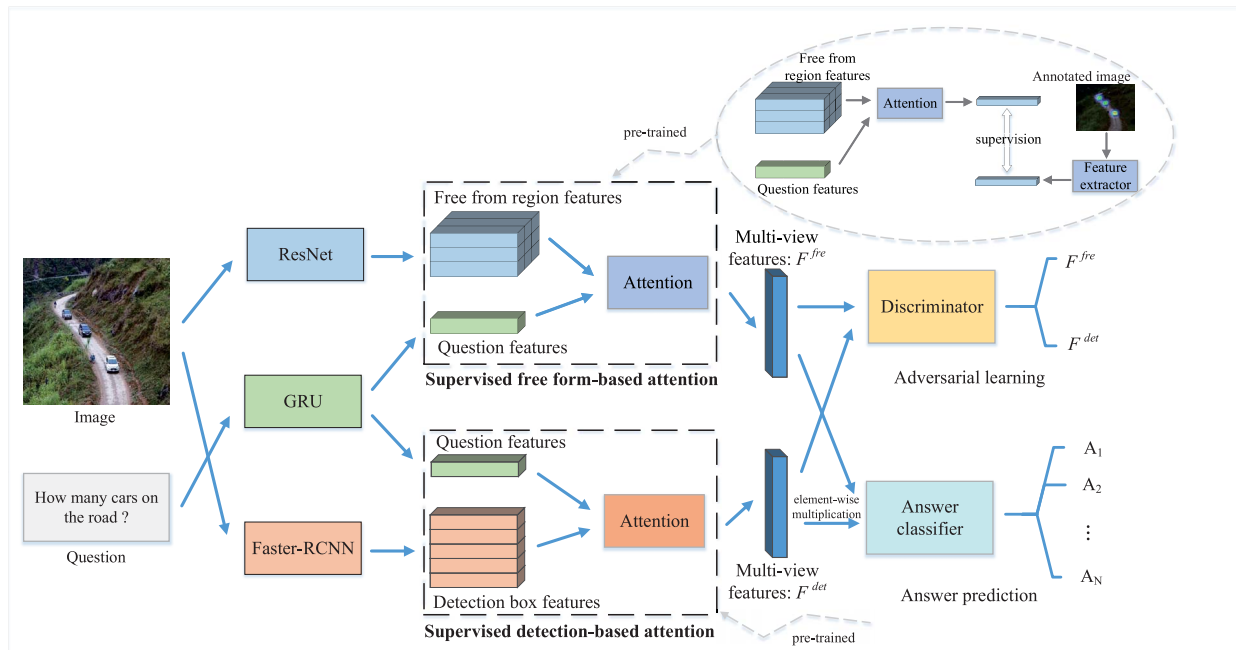 Free from
region features
Annotated image
Attention
supervision
Question features
Feature
extractor
pre-trained
Free from region features
ResNet
Attention
Question features
Supervised free form-based attention
Multi-view
features: F^fre
Discriminator
F^fre
F^det
Adversarial learning
Image
GRU
How many cars on
the road ?
Question
Faster-RCNN
Question features
Attention
Detection box features
Supervised detection-based attention
element-wise
multiplication
Multi-view
features: F^det
Answer
classifier
A1
A2
⋮
AN
Answer prediction
pre-trained